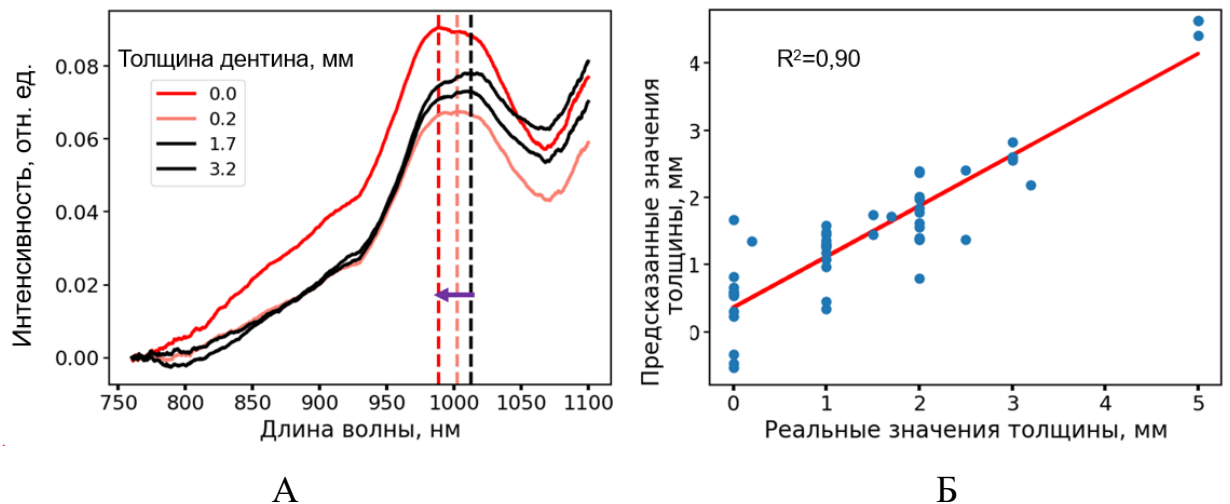 Интенсивность, отн. ед.
0.08
0.06
0.04
0.02
0.00
Толщина дентина, мм
0.0
0.2
1.7
3.2
750 800 850 900 950 1000 1050 1100
Длина волны, нм
А
Предсказанные значения
толщины, мм
4
3
2
1
0
R²=0,90
0 1 2 3 4 5
Реальные значения толщины, мм
Б